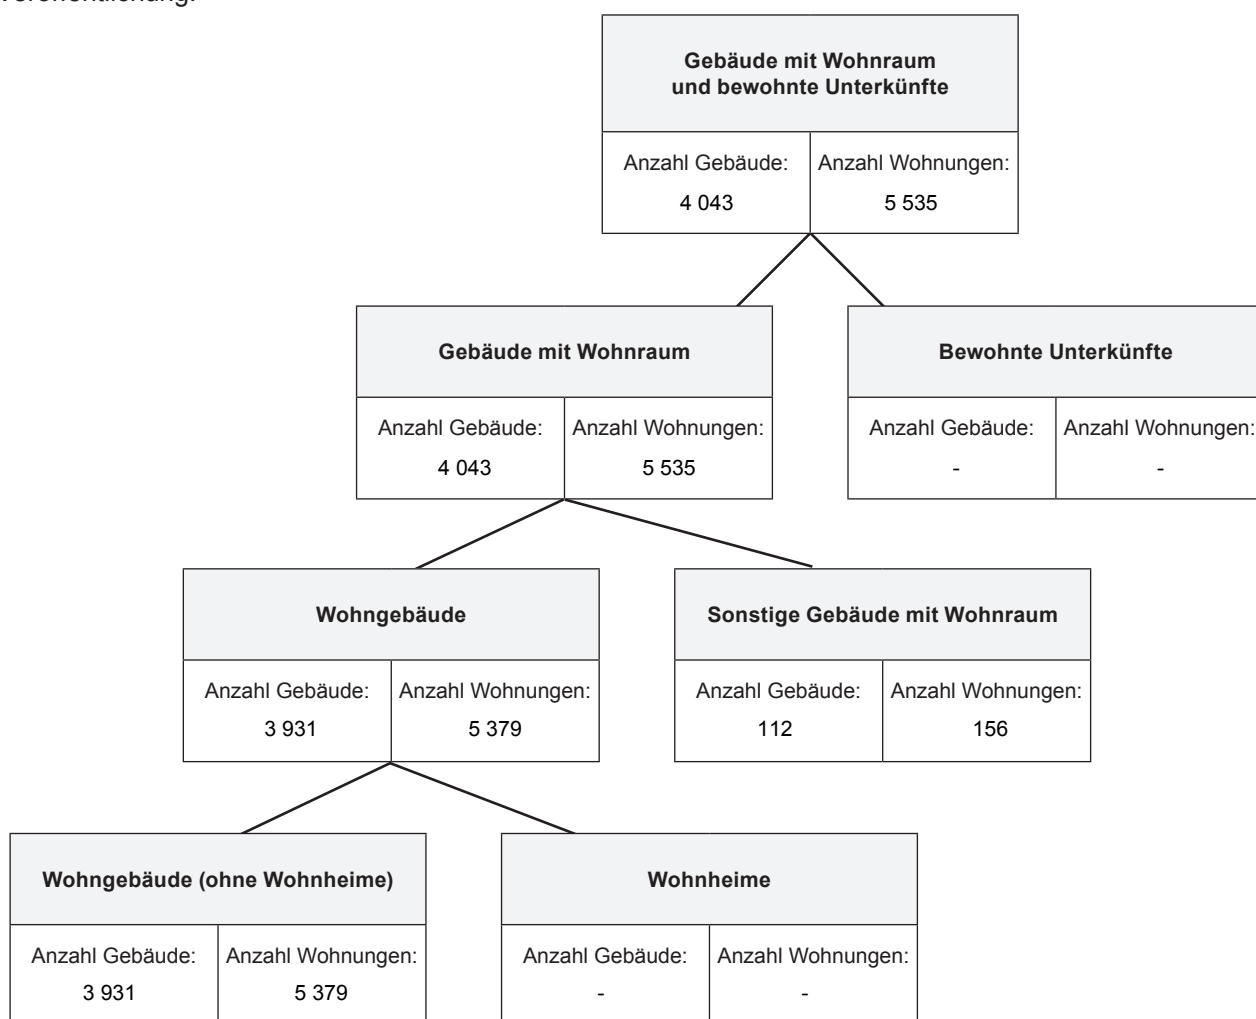 Veröffentlichung.
Gebäude mit Wohnraum
und bewohnte Unterkünfte
Anzahl Gebäude: Anzahl Wohnungen:
4 043 5 535
Gebäude mit Wohnraum Bewohnte Unterkünfte
Anzahl Gebäude: Anzahl Wohnungen: Anzahl Gebäude: Anzahl Wohnungen:
4 043 5 535 - -
Wohngebäude Sonstige Gebäude mit Wohnraum
Anzahl Gebäude: Anzahl Wohnungen: Anzahl Gebäude: Anzahl Wohnungen:
3 931 5 379 112 156
Wohngebäude (ohne Wohnheime) Wohnheime
Anzahl Gebäude: Anzahl Wohnungen: Anzahl Gebäude: Anzahl Wohnungen:
3 931 5 379 - -